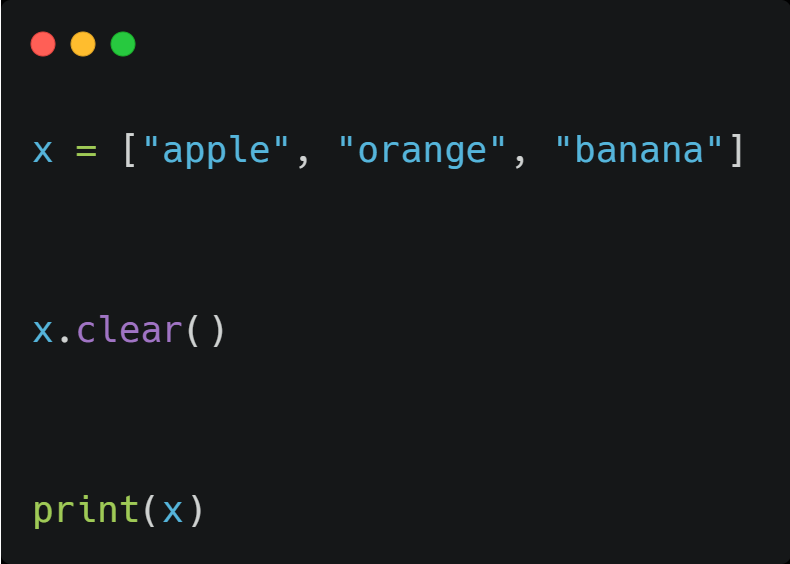 x = ["apple", "orange", "banana"]
x.clear()
print(x)